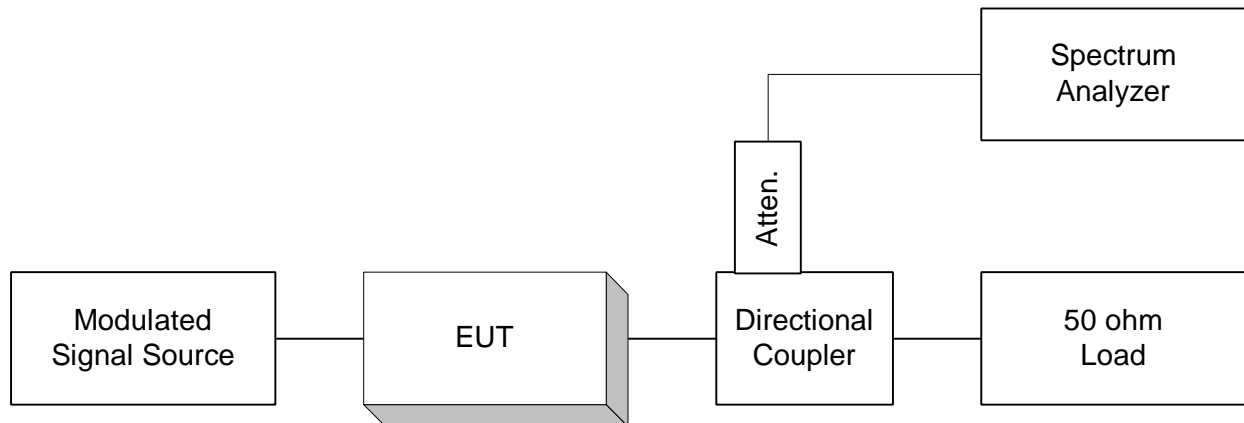 Spectrum
Analyzer
Atten.
Modulated
Signal Source
EUT
Directional
Coupler
50 ohm
Load